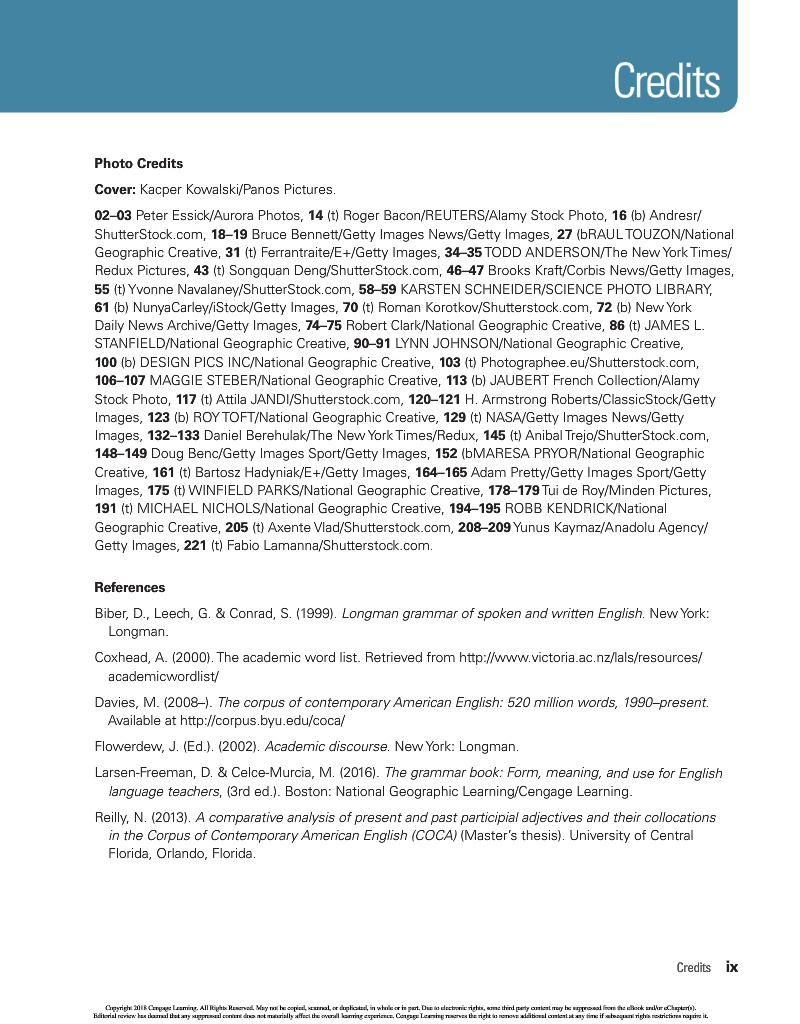 Credits
Photo Credits
Cover: Kacper Kowalski/Panos Pictures.
02–03 Peter Essick/Aurora Photos, 14 (t) Roger Bacon/REUTERS/Alamy Stock Photo, 16 (b) Andresr/
ShutterStock.com, 18–19 Bruce Bennett/Getty Images News/Getty Images, 27 (bRAUL TOUZON/National
Geographic Creative, 31 (t) Ferrantraite/E+/Getty Images, 34–35 TODD ANDERSON/The New York Times/
Redux Pictures, 43 (t) Songquan Deng/ShutterStock.com, 46–47 Brooks Kraft/Corbis News/Getty Images,
55 (t) Yvonne Navalaney/ShutterStock.com, 58–59 KARSTEN SCHNEIDER/SCIENCE PHOTO LIBRARY,
61 (b) NunyaCarley/iStock/Getty Images, 70 (t) Roman Korotkov/Shutterstock.com, 72 (b) New York
Daily News Archive/Getty Images, 74–75 Robert Clark/National Geographic Creative, 86 (t) JAMES L.
STANFIELD/National Geographic Creative, 90–91 LYNN JOHNSON/National Geographic Creative,
100 (b) DESIGN PICS INC/National Geographic Creative, 103 (t) Photographee.eu/Shutterstock.com,
106–107 MAGGIE STEBER/National Geographic Creative, 113 (b) JAUBERT French Collection/Alamy
Stock Photo, 117 (t) Attila JANDI/Shutterstock.com, 120–121 H. Armstrong Roberts/ClassicStock/Getty
Images, 123 (b) ROY TOFT/National Geographic Creative, 129 (t) NASA/Getty Images News/Getty
Images, 132–133 Daniel Berehulak/The New York Times/Redux, 145 (t) Anibal Trejo/ShutterStock.com,
148–149 Doug Benc/Getty Images Sport/Getty Images, 152 (bMARESA PRYOR/National Geographic
Creative, 161 (t) Bartosz Hadyniak/E+/Getty Images, 164–165 Adam Pretty/Getty Images Sport/Getty
Images, 175 (t) WINFIELD PARKS/National Geographic Creative, 178–179 Tui de Roy/Minden Pictures,
191 (t) MICHAEL NICHOLS/National Geographic Creative, 194–195 ROBB KENDRICK/National
Geographic Creative, 205 (t) Axente Vlad/Shutterstock.com, 208–209 Yunus Kaymaz/Anadolu Agency/
Getty Images, 221 (t) Fabio Lamanna/Shutterstock.com.
References
Biber, D., Leech, G. & Conrad, S. (1999). Longman grammar of spoken and written English. New York:
Longman.
Coxhead, A. (2000). The academic word list. Retrieved from http://www.victoria.ac.nz/lals/resources/
academicwordlist/
Davies, M. (2008–). The corpus of contemporary American English: 520 million words, 1990–present.
Available at http://corpus.byu.edu/coca/
Flowerdew, J. (Ed.). (2002). Academic discourse. New York: Longman.
Larsen-Freeman, D. & Celce-Murcia, M. (2016). The grammar book: Form, meaning, and use for English
language teachers, (3rd ed.). Boston: National Geographic Learning/Cengage Learning.
Reilly, N. (2013). A comparative analysis of present and past participial adjectives and their collocations
in the Corpus of Contemporary American English (COCA) (Master's thesis). University of Central
Florida, Orlando, Florida.
Credits ix
Copyright 2018 Cengage Learning. All Rights Reserved. May not be copied, scanned, or duplicated, in whole or in part. Due to electronic rights, some third party content may be suppressed from the eBook and/or eChapter(s).
Editorial review has deemed that any suppressed content does not materially affect the overall learning experience. Cengage Learning reserves the right to remove additional content at any time if subsequent rights restrictions require it.